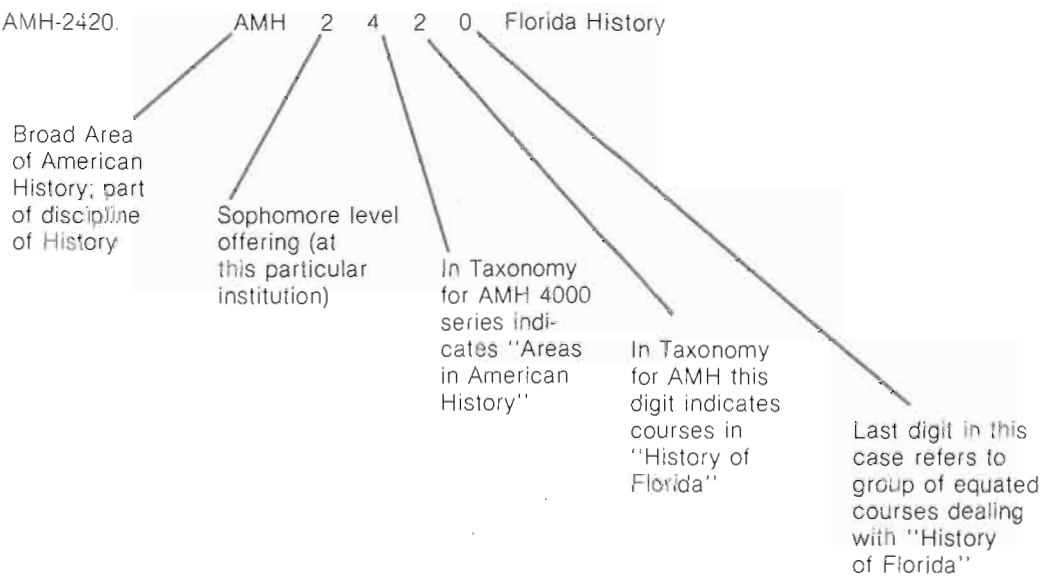 AMH-2420. AMH 2 4 2 0 Florida History
Broad Area
of American
History; part
of discipline
of History
Sophomore level
offering (at
this particular
institution)
In Taxonomy
for AMH 4000
series indi-
cates ''Areas
in American
History''
In Taxonomy
for AMH this
digit indicates
courses in
''History of
Florida''
Last digit in this
case refers to
group of equated
courses dealing
with ''History
of Florida''